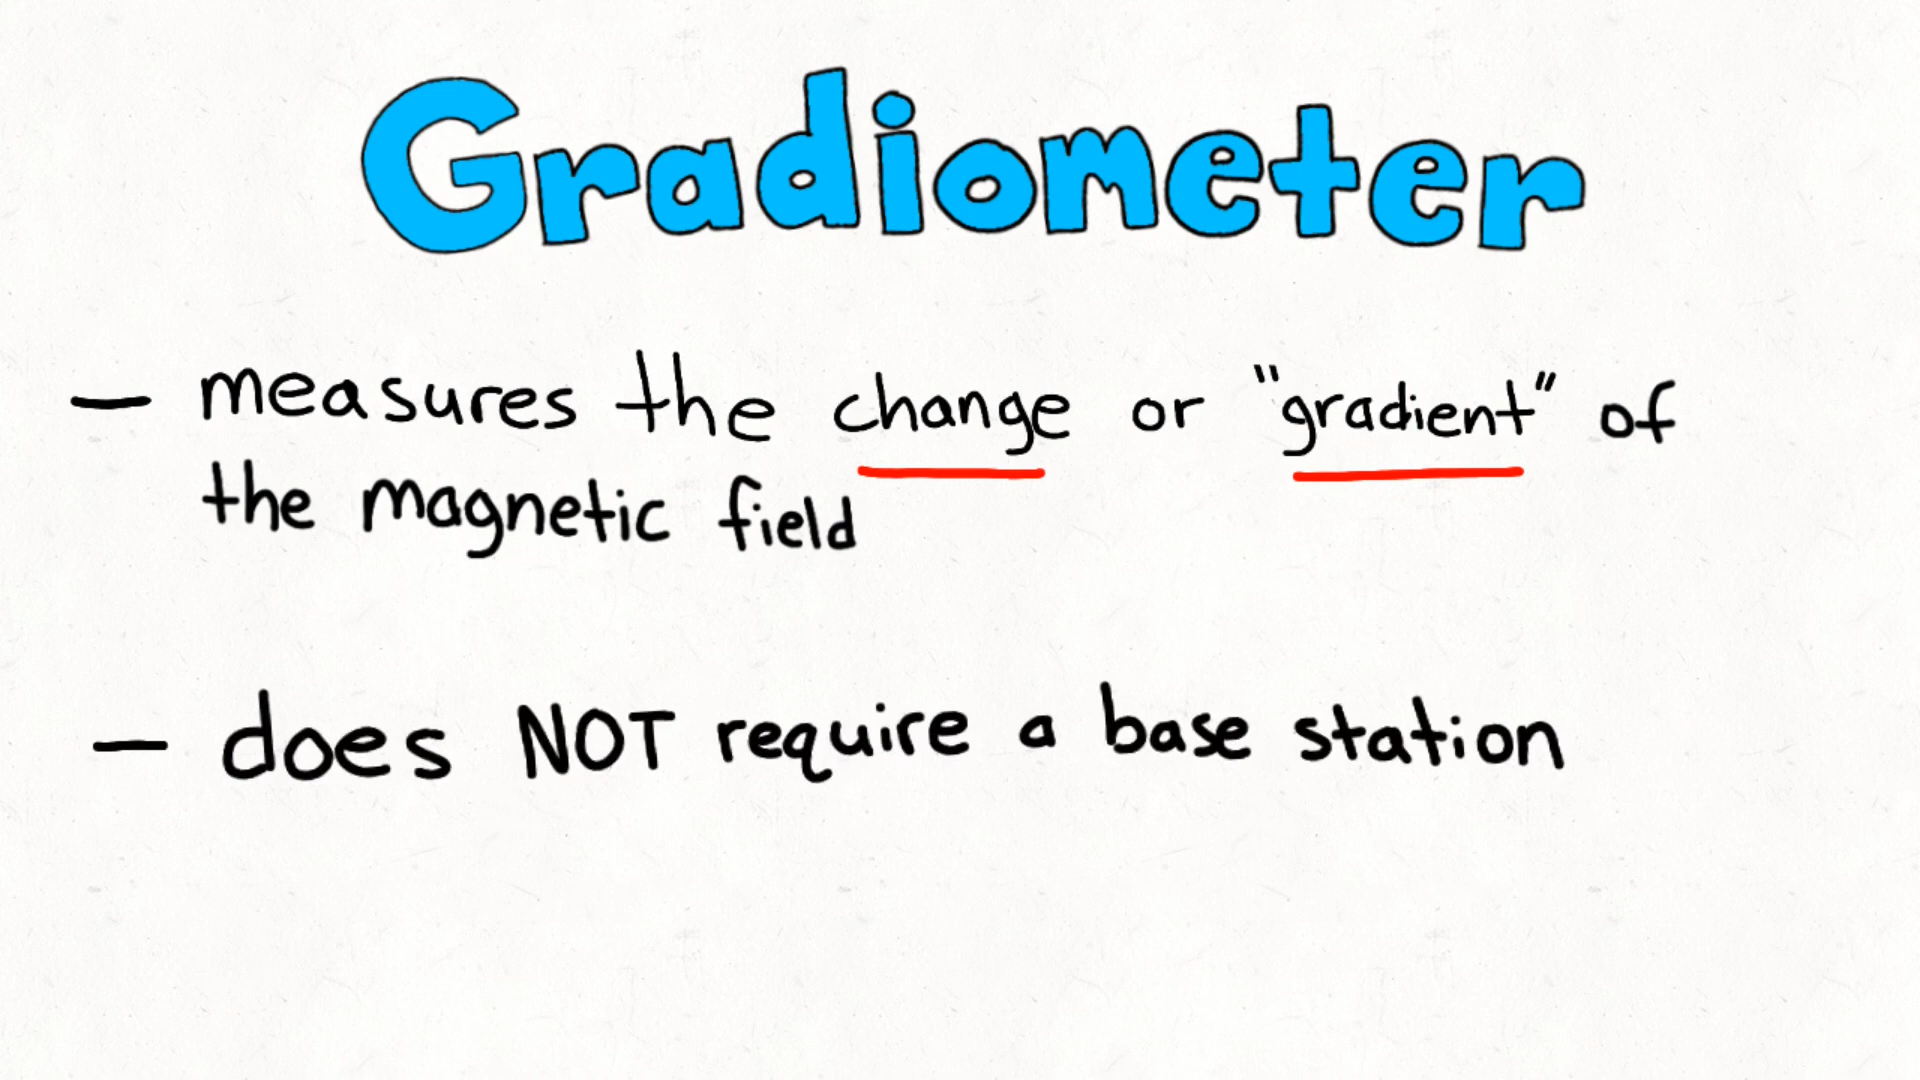 Gradiometer
— measures the change or "gradient" of
the magnetic field
— does NOT require a base station